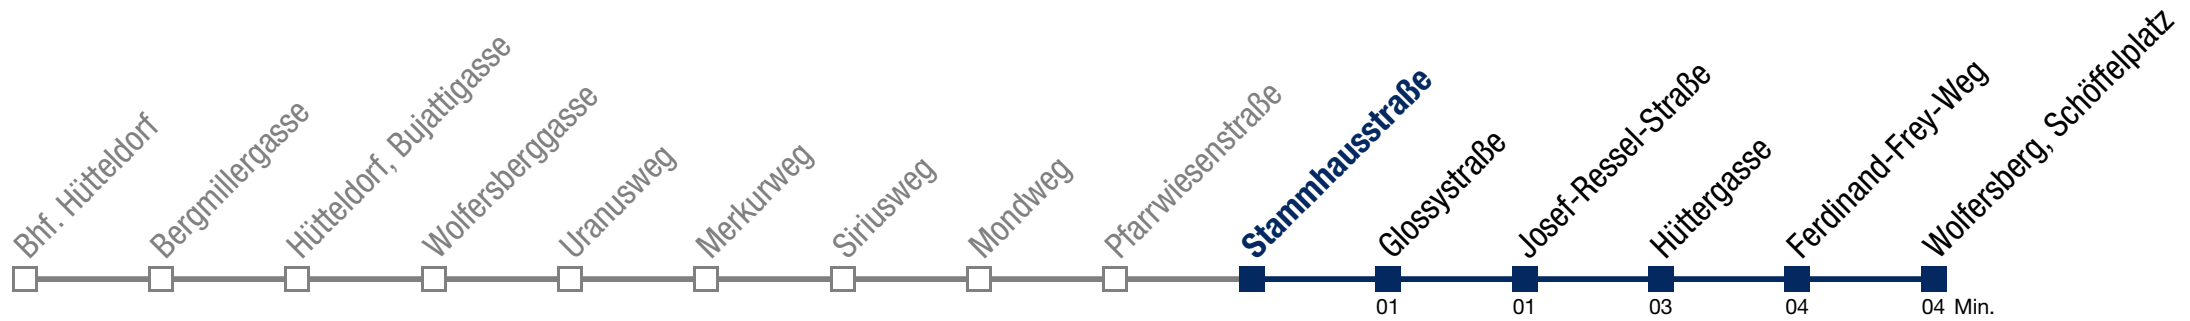 Bhf. Hütteldorf
Bergmillergasse
Hütteldorf, Bujattigasse
Wolfersberggasse
Uranusweg
Merkurweg
Siriusweg
Mondweg
Pfarrwiesenstraße
Stammhausstraße
Glossystraße
Josef-Ressel-Straße
Hüttergasse
Ferdinand-Frey-Weg
Wolfersberg, Schöffelplatz
01 01 03 04 04 Min.